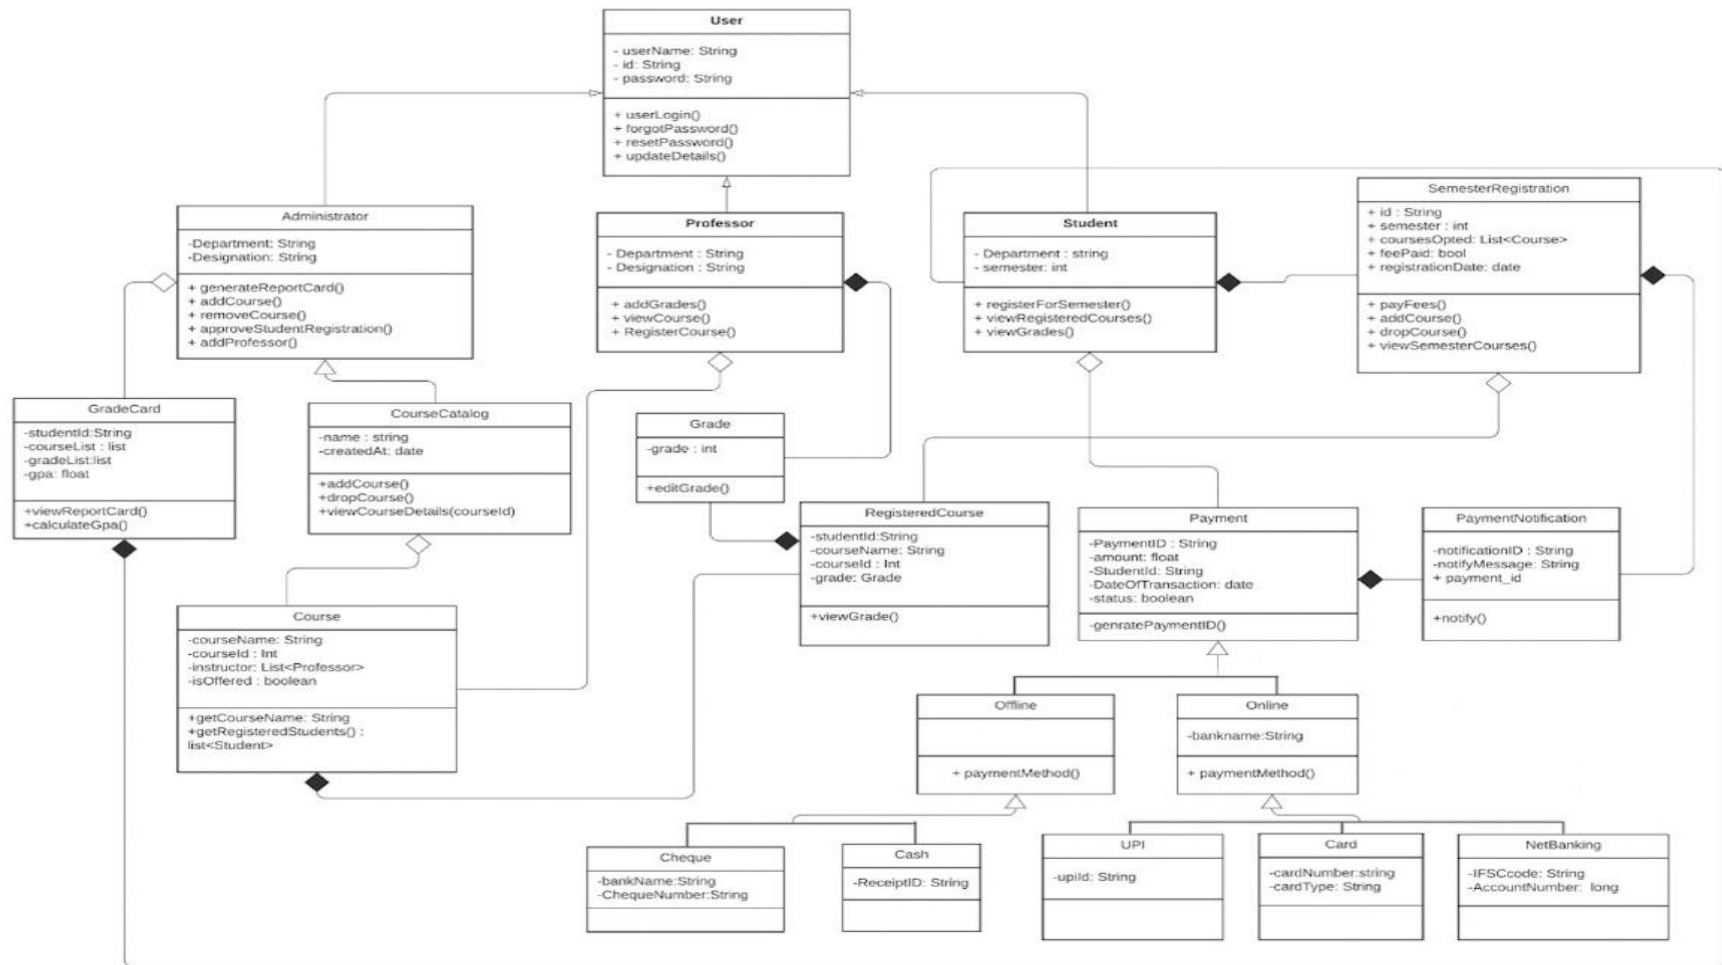 User
- userName: String
- id: String
- password: String
+ userLogin()
+ forgotPassword()
+ resetPassword()
+ updateDetails()
Administrator
-Department: String
-Designation: String
+ generateReportCard()
+ addCourse()
+ removeCourse()
+ approveStudentRegistration()
+ addProfessor()
Professor
- Department : String
- Designation : String
+ addGrades()
+ viewCourse()
+ RegisterCourse()
Student
- Department : string
- semester: int
+ registerForSemester()
+ viewRegisteredCourses()
+ viewGrades()
SemesterRegistration
+ id : String
+ semester : int
+ coursesOpted: List<Course>
+ feePaid: bool
+ registrationDate: date
+ payFees()
+ addCourse()
+ dropCourse()
+ viewSemesterCourses()
GradeCard
-studentId:String
-courseList : list
-gradeList:list
-gpa: float
+viewReportCard()
+calculateGpa()
CourseCatalog
-name : string
-createdAt: date
+addCourse()
+dropCourse()
+viewCourseDetails(courseId)
Grade
-grade : int
+editGrade()
RegisteredCourse
-studentId:String
-courseName: String
-courseId : Int
-grade: Grade
+viewGrade()
Payment
-PaymentID : String
-amount: float
-StudentId: String
-DateOfTransaction: date
-status: boolean
-genratePaymentID()
PaymentNotification
-notificationID : String
-notifyMessage: String
+ payment_id
+notify()
Course
-courseName: String
-courseId : Int
-instructor: List<Professor>
-isOffered : boolean
+getCourseName: String
+getRegisteredStudents() :
list<Student>
Offline
+ paymentMethod()
Online
-bankname:String
+ paymentMethod()
Cheque
-bankName:String
-ChequeNumber:String
Cash
-ReceiptID: String
UPI
-upiId: String
Card
-cardNumber:string
-cardType: String
NetBanking
-IFSCcode: String
-AccountNumber: long